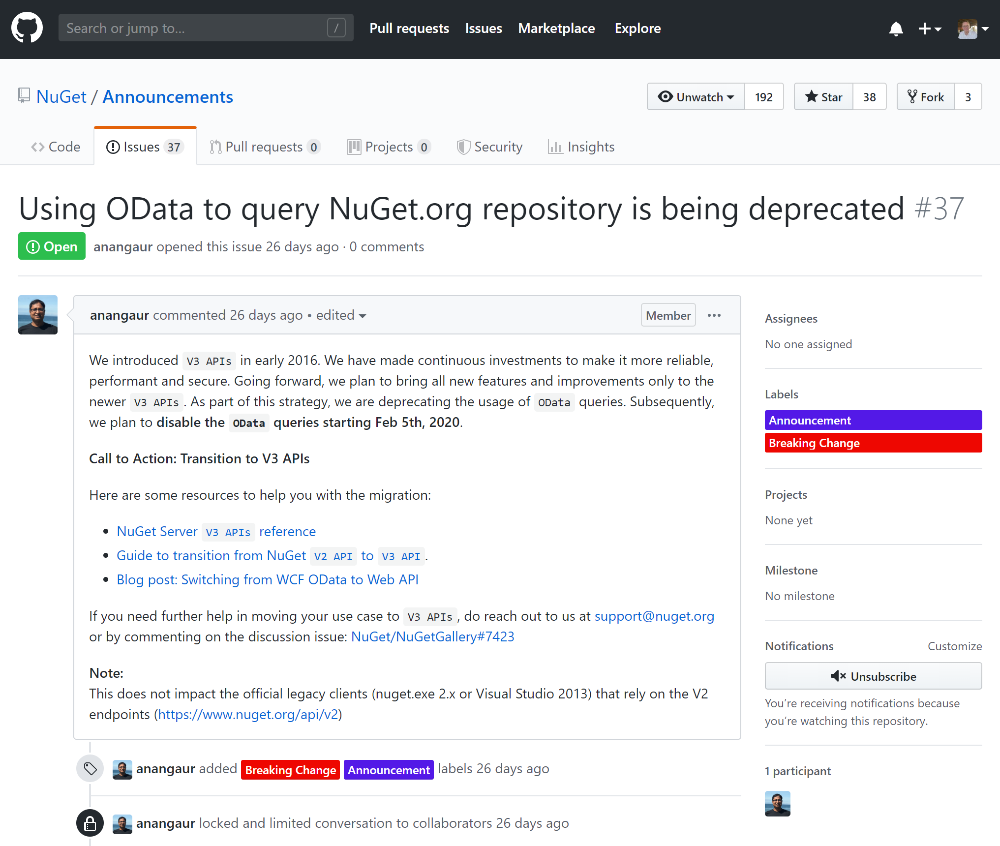 Search or jump to... /
Pull requests Issues Marketplace Explore
NuGet / Announcements
Unwatch 192 Star 38 Fork 3
Code Issues 37 Pull requests 0 Projects 0 Security Insights
Using OData to query NuGet.org repository is being deprecated #37
Open anangaur opened this issue 26 days ago · 0 comments
anangaur commented 26 days ago • edited Member
We introduced V3 APIs in early 2016. We have made continuous investments to make it more reliable,
performant and secure. Going forward, we plan to bring all new features and improvements only to the
newer V3 APIs. As part of this strategy, we are deprecating the usage of OData queries. Subsequently,
we plan to disable the OData queries starting Feb 5th, 2020.
Call to Action: Transition to V3 APIs
Here are some resources to help you with the migration:
• NuGet Server V3 APIs reference
• Guide to transition from NuGet V2 API to V3 API.
• Blog post: Switching from WCF OData to Web API
If you need further help in moving your use case to V3 APIs, do reach out to us at support@nuget.org
or by commenting on the discussion issue: NuGet/NuGetGallery#7423
Note:
This does not impact the official legacy clients (nuget.exe 2.x or Visual Studio 2013) that rely on the V2
endpoints (https://www.nuget.org/api/v2)
anangaur added Breaking Change Announcement labels 26 days ago
anangaur locked and limited conversation to collaborators 26 days ago
Assignees
No one assigned
Labels
Announcement
Breaking Change
Projects
None yet
Milestone
No milestone
Notifications Customize
Unsubscribe
You’re receiving notifications because
you’re watching this repository.
1 participant